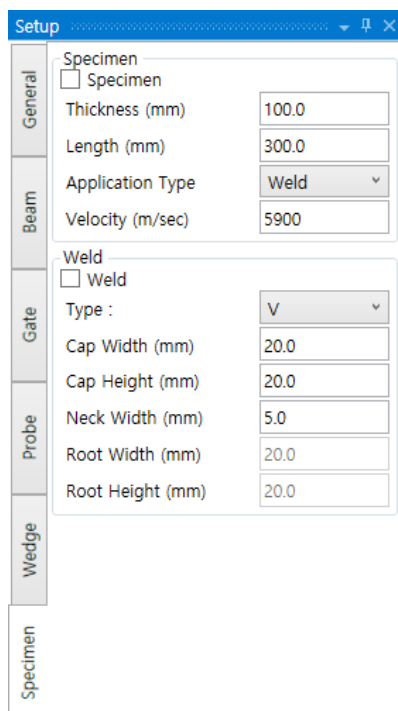 Setup
General
Beam
Gate
Probe
Wedge
Specimen
Specimen
Specimen
Thickness (mm) 100.0
Length (mm) 300.0
Application Type Weld
Velocity (m/sec) 5900
Weld
Weld
Type : V
Cap Width (mm) 20.0
Cap Height (mm) 20.0
Neck Width (mm) 5.0
Root Width (mm) 20.0
Root Height (mm) 20.0